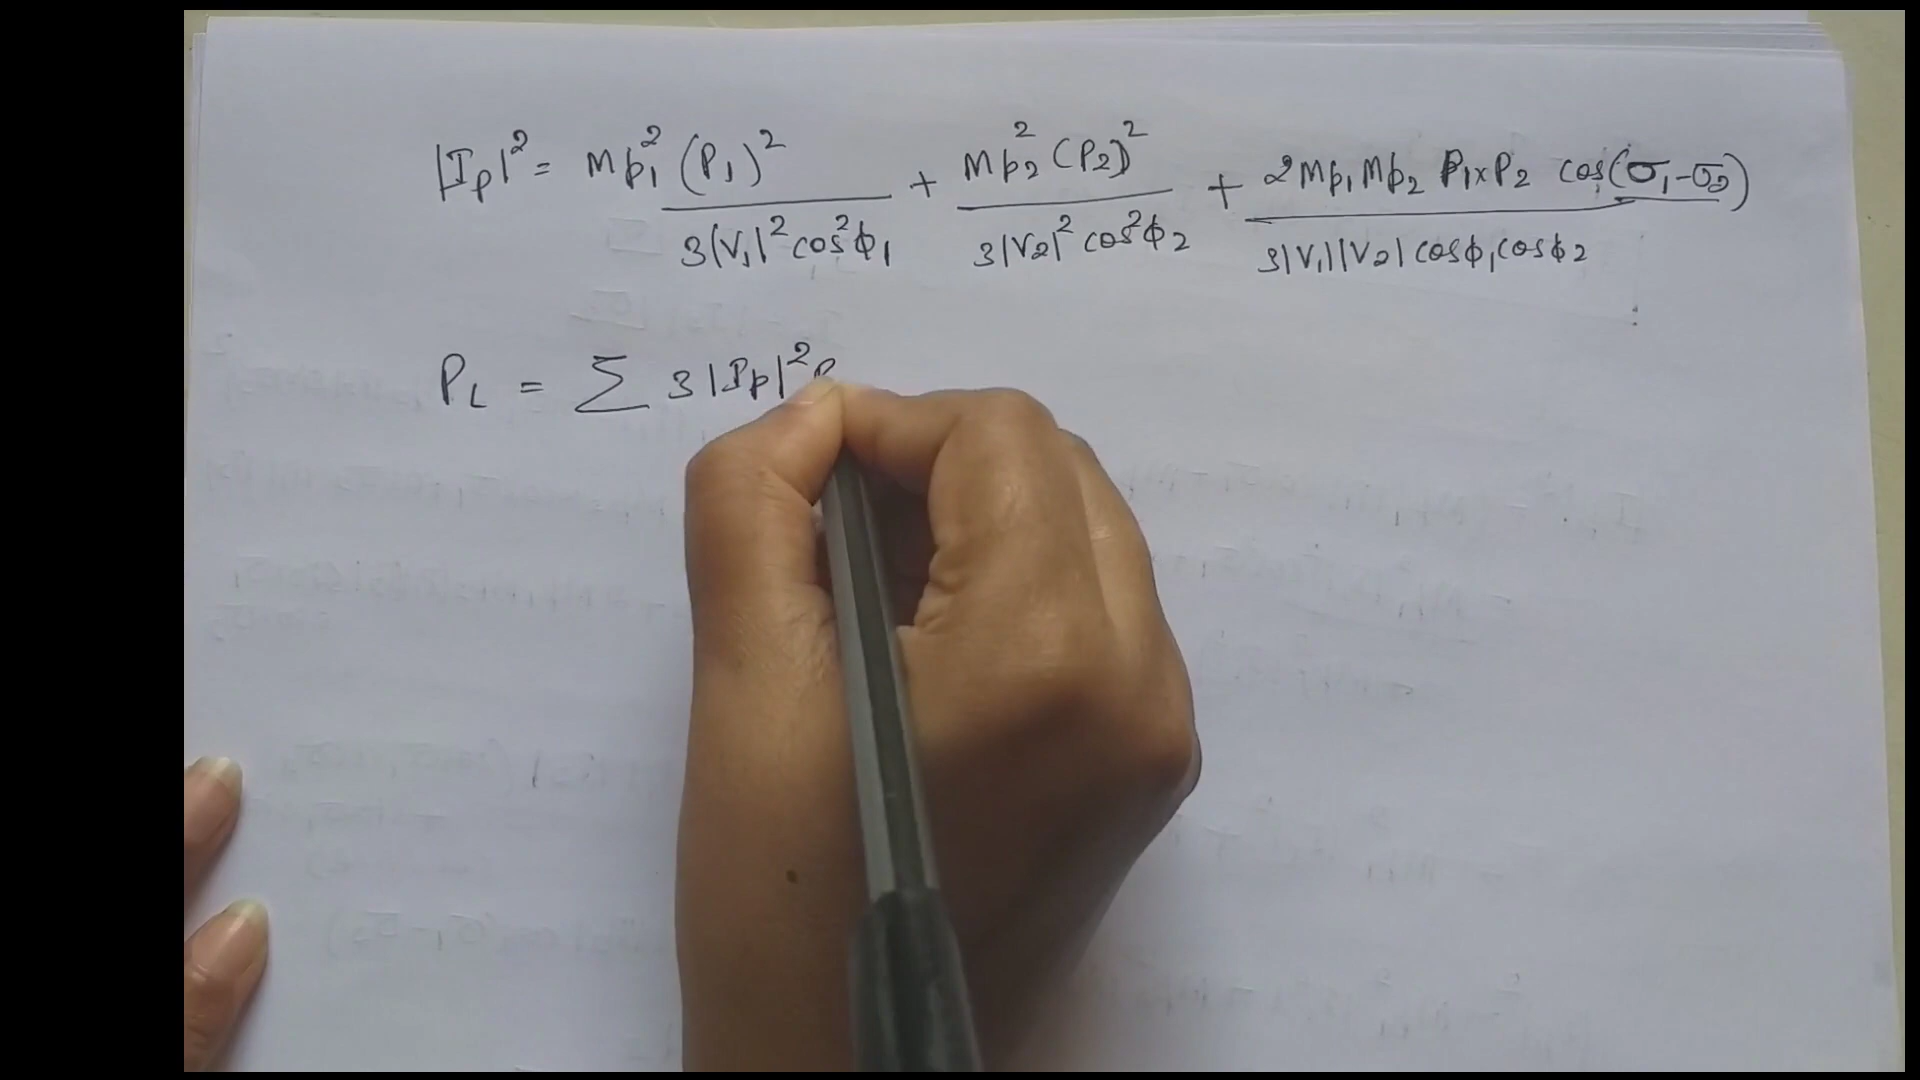 |Ip|² = Mp₁² (P₁)² / 3|V₁|² cos²ϕ₁ + Mp₂² (P₂)² / 3|V₂|² cos²ϕ₂ + 2Mp₁Mp₂ P₁×P₂ cos(σ₁-σ₂) / 3|V₁||V₂| cosϕ₁cosϕ₂
P_L = Σ 3|Ip|²